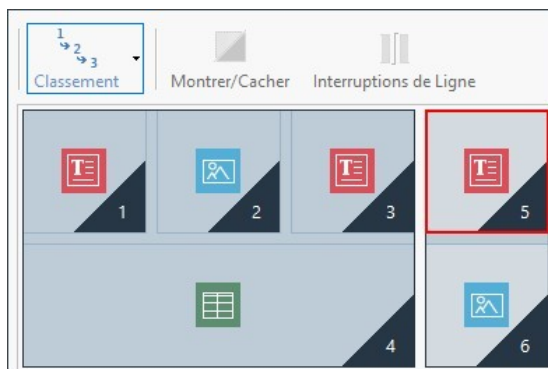 1
2
3
Classement
Montrer/Cacher
Interruptions de Ligne
T
T
T
1
2
3
5
4
6